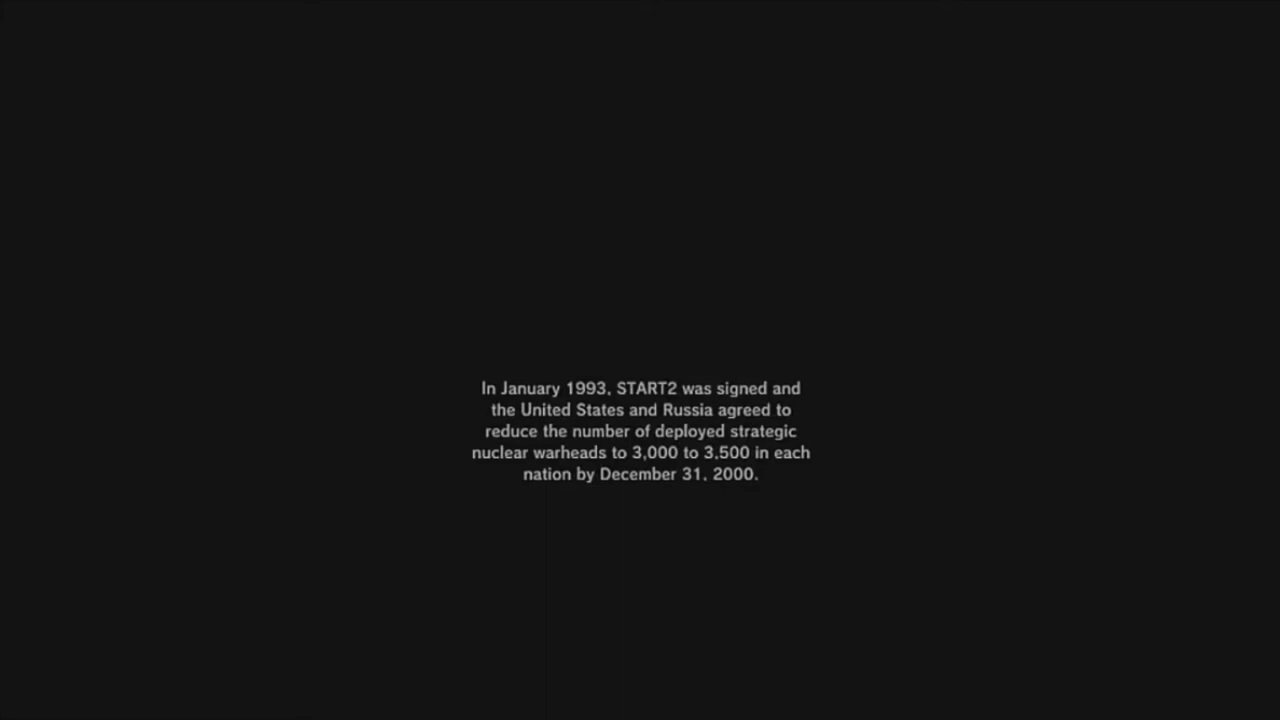 In January 1993, START2 was signed and
the United States and Russia agreed to
reduce the number of deployed strategic
nuclear warheads to 3,000 to 3,500 in each
nation by December 31, 2000.